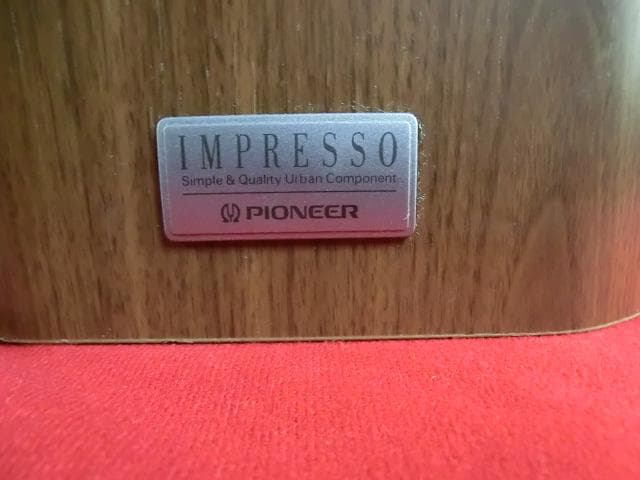 IMPRESSO
Simple & Quality Urban Component
PIONEER